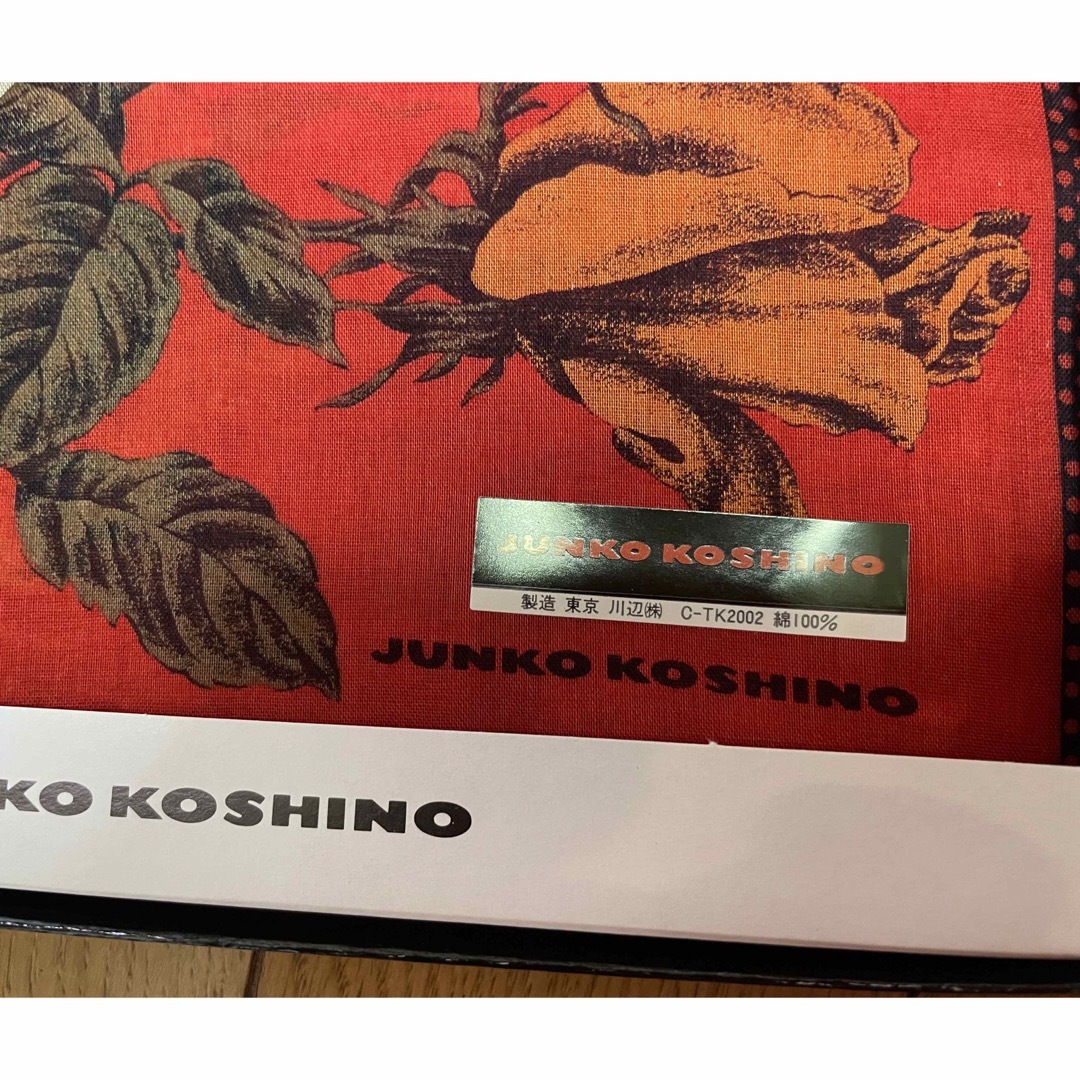 JUNKO KOSHINO
製造 東京 川辺㈱ C-TK2002 綿100%
JUNKO KOSHINO
KO KOSHINO